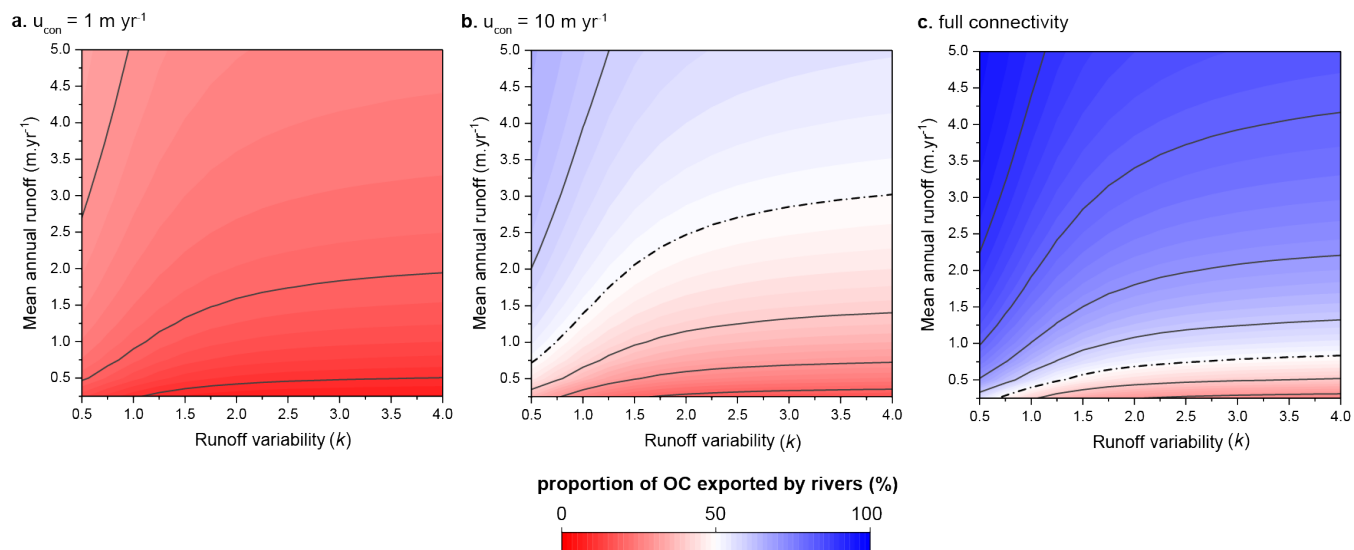 a. u_con = 1 m yr⁻¹
5.0
4.5
4.0
3.5
3.0
2.5
2.0
1.5
1.0
0.5
Mean annual runoff (m.yr⁻¹)
0.5 1.0 1.5 2.0 2.5 3.0 3.5 4.0
Runoff variability (k)
b. u_con = 10 m yr⁻¹
5.0
4.5
4.0
3.5
3.0
2.5
2.0
1.5
1.0
0.5
Mean annual runoff (m.yr⁻¹)
0.5 1.0 1.5 2.0 2.5 3.0 3.5 4.0
Runoff variability (k)
c. full connectivity
5.0
4.5
4.0
3.5
3.0
2.5
2.0
1.5
1.0
0.5
Mean annual runoff (m.yr⁻¹)
0.5 1.0 1.5 2.0 2.5 3.0 3.5 4.0
Runoff variability (k)
proportion of OC exported by rivers (%)
0 50 100